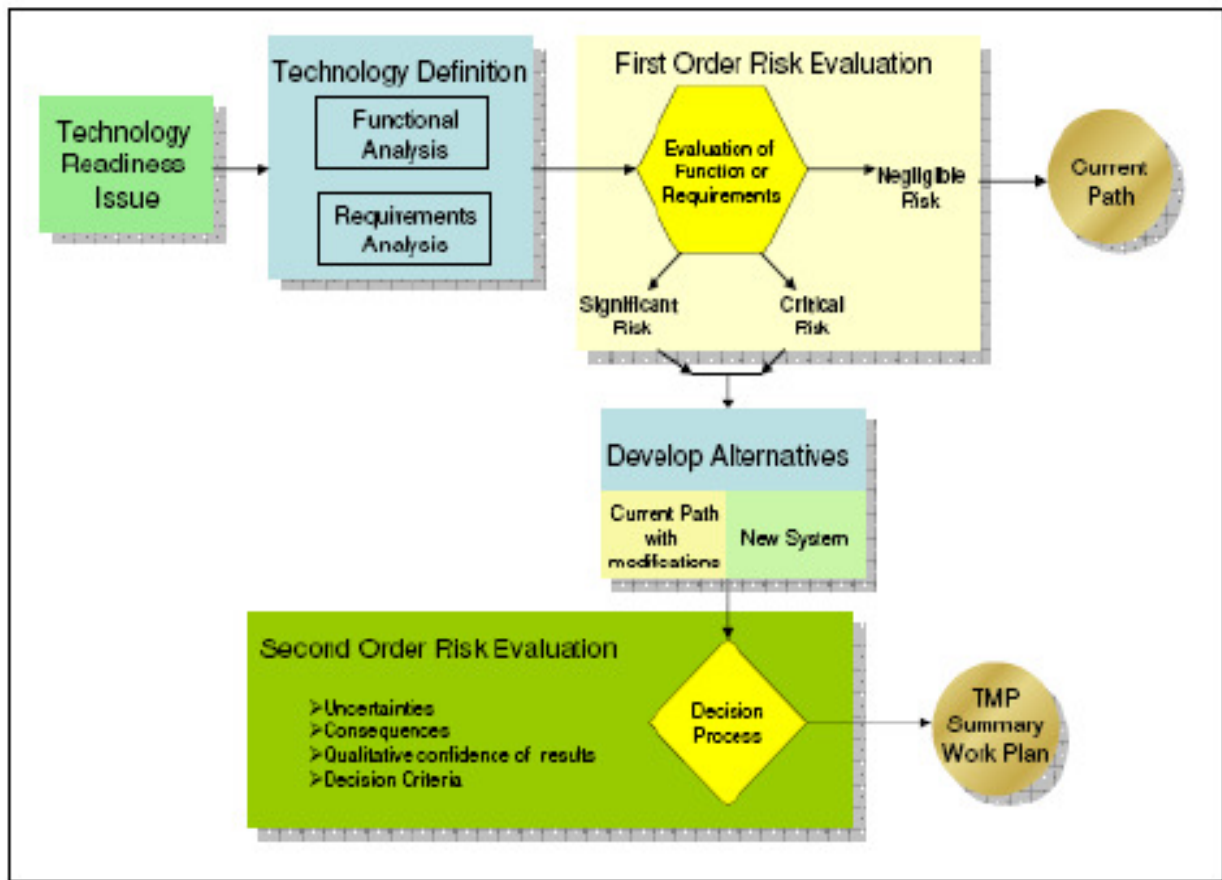 Technology
Readiness
Issue
Technology Definition
Functional
Analysis
Requirements
Analysis
First Order Risk Evaluation
Evaluation of
Function or
Requirements
Negligible
Risk
Significant
Risk
Critical
Risk
Current
Path
Develop Alternatives
Current Path
with
modifications
New System
Second Order Risk Evaluation
➢Uncertainties
➢Consequences
➢Qualitative confidence of results
➢Decision Criteria
Decision
Process
TMP
Summary
Work Plan